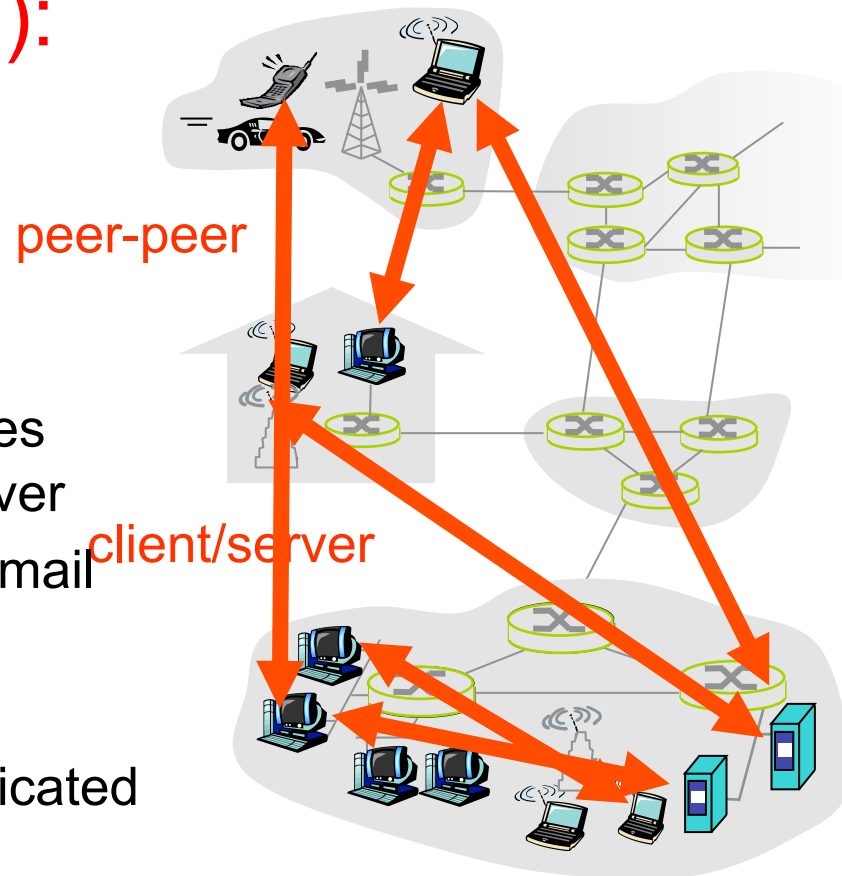 ):
peer-peer
es
ver
mail
client/server
icated